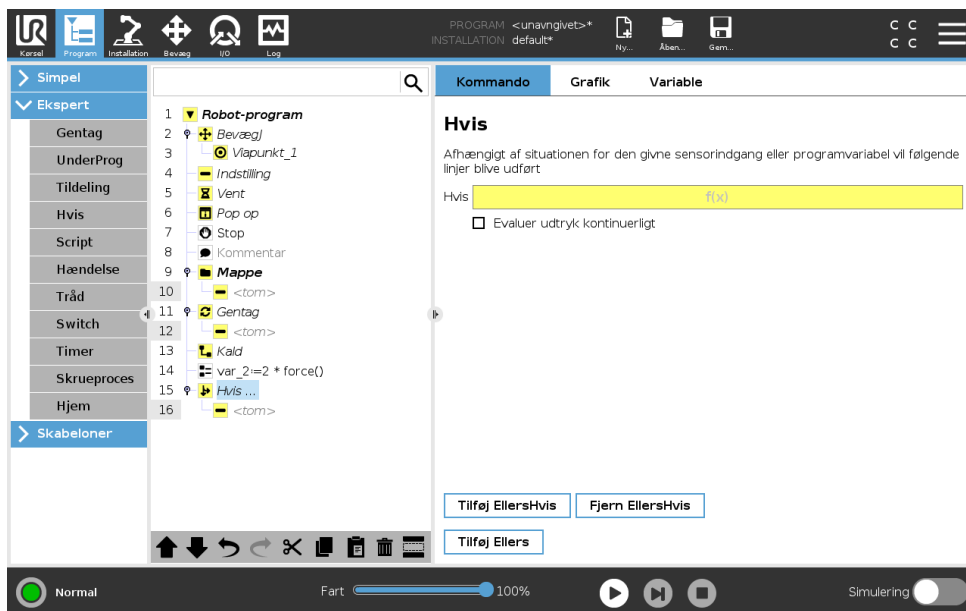 UR
Kørsel Program Installation Bevæg I/O Log
PROGRAM <unavngivet>*
INSTALLATION default*
Ny... Åben... Gem...
C C
C C
Simpel
Ekspert
Gentag
UnderProg
Tildeling
Hvis
Script
Hændelse
Tråd
Switch
Timer
Skrueproces
Hjem
Skabeloner
1 Robot-program
2 BevægJ
3 Viapunkt_1
4 Indstilling
5 Vent
6 Pop op
7 Stop
8 Kommentar
9 Mappe
10 <tom>
11 Gentag
12 <tom>
13 Kald
14 var_2:=2 * force()
15 Hvis ...
16 <tom>
Kommando Grafik Variable
Hvis
Afhængigt af situationen for den givne sensorindgang eller programvariabel vil følgende
linjer blive udført
Hvis f(x)
Evaluer udtryk kontinuerligt
Tilføj EllersHvis Fjern EllersHvis
Tilføj Ellers
Normal
Fart 100%
Simulering